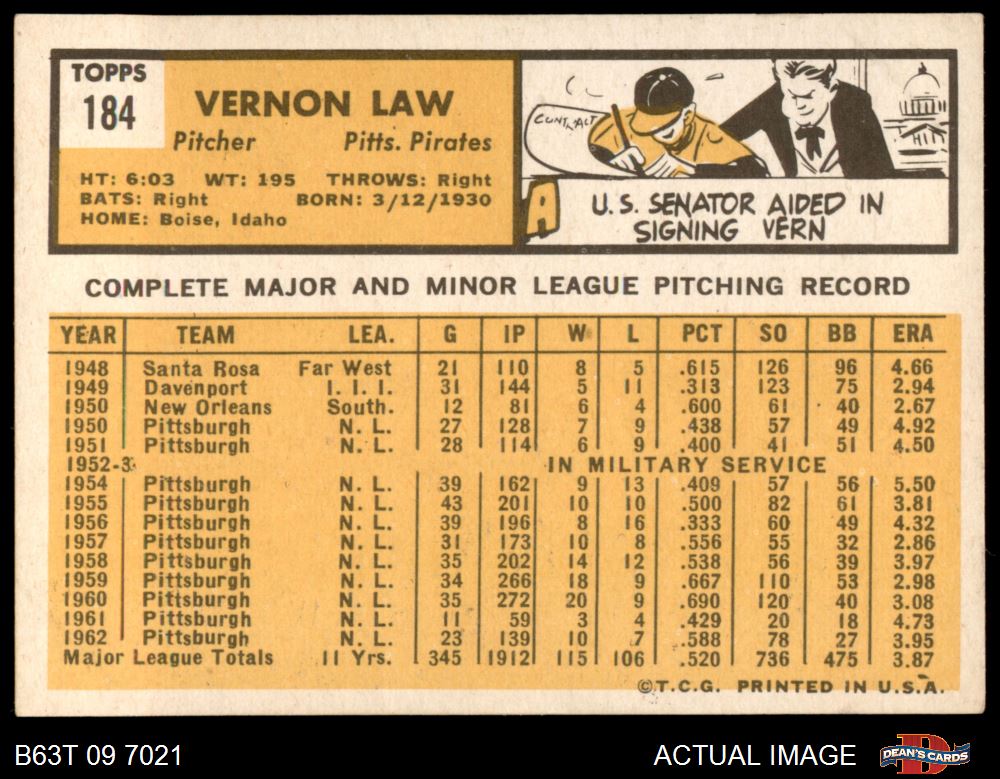 TOPPS
184
VERNON LAW
Pitcher Pitts. Pirates
HT: 6:03 WT: 195 THROWS: Right
BATS: Right BORN: 3/12/1930
HOME: Boise, Idaho
CONTRACT
A
U.S. SENATOR AIDED IN
SIGNING VERN
COMPLETE MAJOR AND MINOR LEAGUE PITCHING RECORD
YEAR TEAM LEA. G IP W L PCT SO BB ERA
1948 Santa Rosa Far West 21 110 8 5 .615 126 96 4.66
1949 Davenport I. I. I. 31 144 5 11 .313 123 75 2.94
1950 New Orleans South. 12 81 6 4 .600 61 40 2.67
1950 Pittsburgh N. L. 27 128 7 9 .438 57 49 4.92
1951 Pittsburgh N. L. 28 114 6 9 .400 41 51 4.50
1952-3 IN MILITARY SERVICE
1954 Pittsburgh N. L. 39 162 9 13 .409 57 56 5.50
1955 Pittsburgh N. L. 43 201 10 10 .500 82 61 3.81
1956 Pittsburgh N. L. 39 196 8 16 .333 60 49 4.32
1957 Pittsburgh N. L. 31 173 10 8 .556 55 32 2.86
1958 Pittsburgh N. L. 35 202 14 12 .538 56 39 3.97
1959 Pittsburgh N. L. 34 266 18 9 .667 110 53 2.98
1960 Pittsburgh N. L. 35 272 20 9 .690 120 40 3.08
1961 Pittsburgh N. L. 11 59 3 4 .429 20 18 4.73
1962 Pittsburgh N. L. 23 139 10 7 .588 78 27 3.95
Major League Totals 11 Yrs. 345 1912 115 106 .520 736 475 3.87
©T.C.G. PRINTED IN U.S.A.
B63T 09 7021 ACTUAL IMAGE DEAN'S CARDS